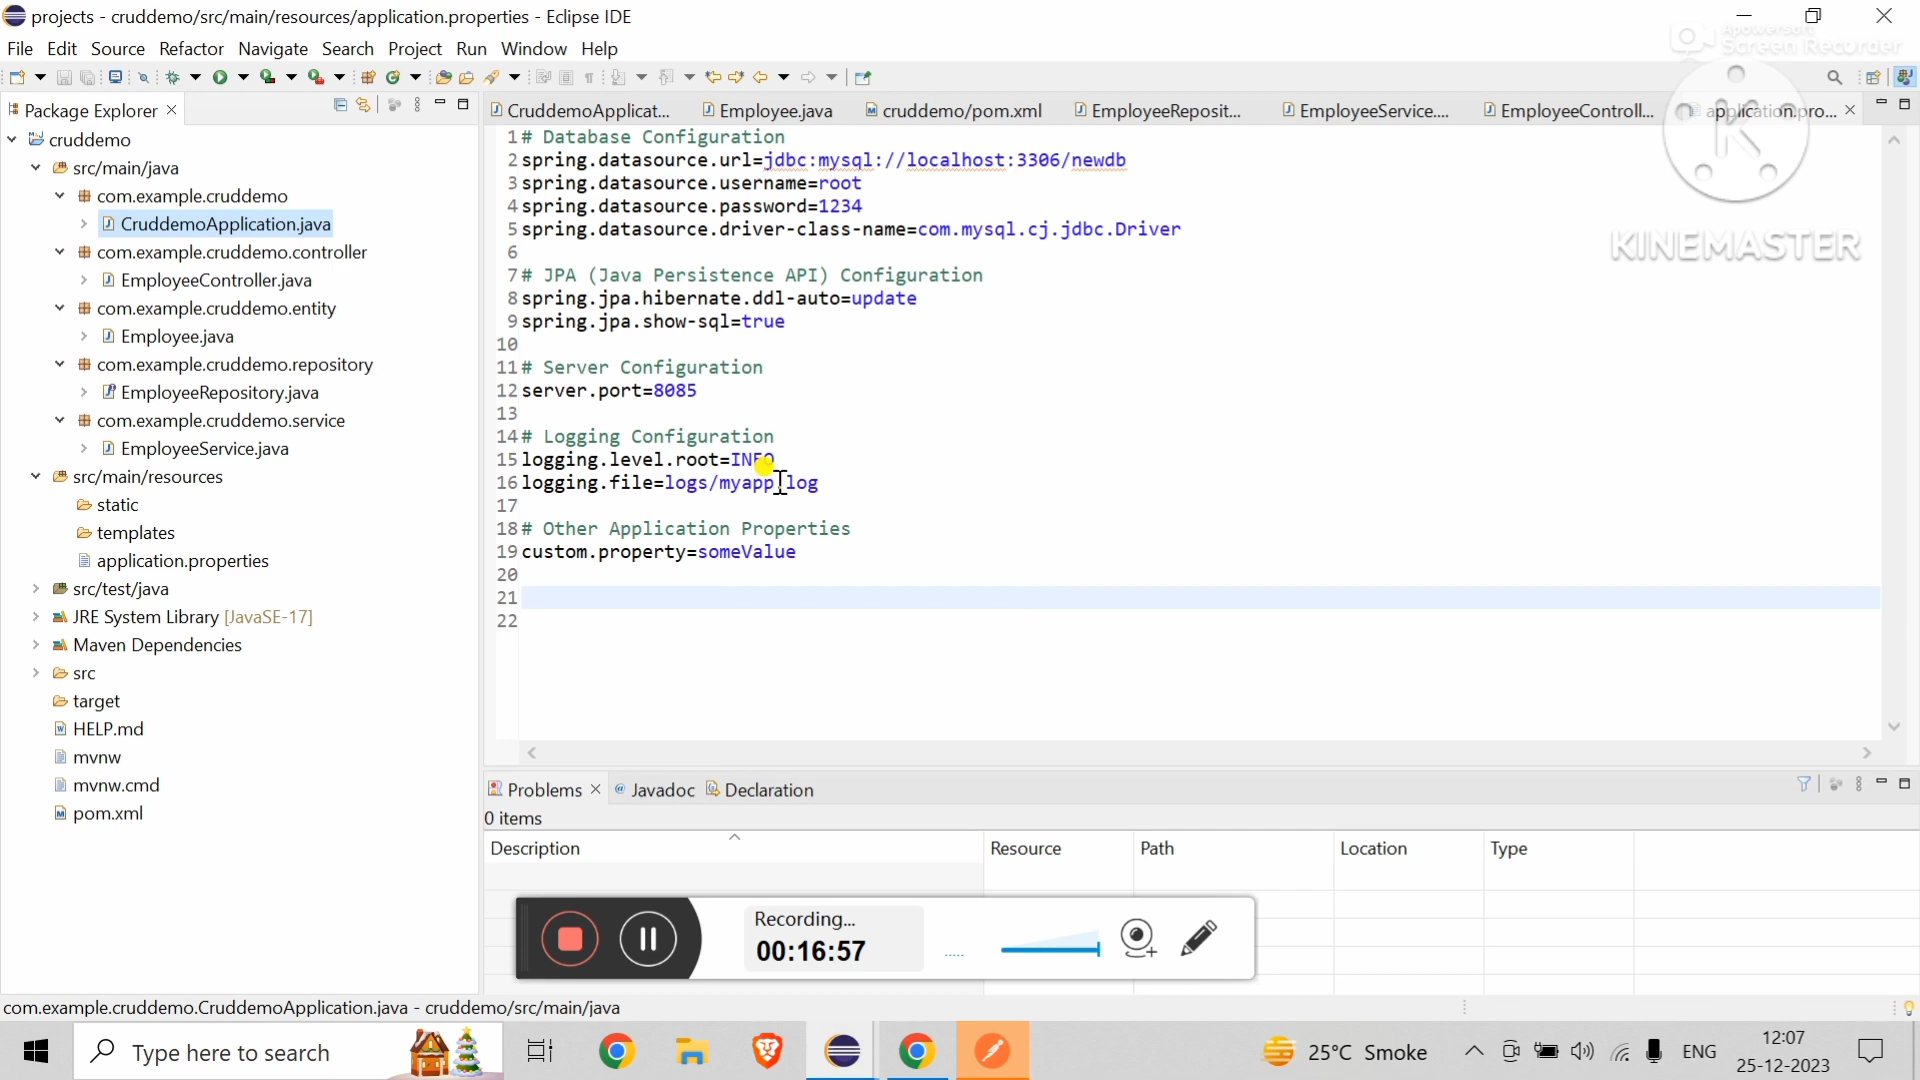 projects - cruddemo/src/main/resources/application.properties - Eclipse IDE
File Edit Source Refactor Navigate Search Project Run Window Help
Apowersoft
Screen Recorder
Package Explorer
CruddemoApplicat...
Employee.java
cruddemo/pom.xml
EmployeeReposit...
EmployeeService....
EmployeeControll...
application.pro...
cruddemo
src/main/java
com.example.cruddemo
CruddemoApplication.java
com.example.cruddemo.controller
EmployeeController.java
com.example.cruddemo.entity
Employee.java
com.example.cruddemo.repository
EmployeeRepository.java
com.example.cruddemo.service
EmployeeService.java
src/main/resources
static
templates
application.properties
src/test/java
JRE System Library [JavaSE-17]
Maven Dependencies
src
target
HELP.md
mvnw
mvnw.cmd
pom.xml
1 # Database Configuration
2 spring.datasource.url=jdbc:mysql://localhost:3306/newdb
3 spring.datasource.username=root
4 spring.datasource.password=1234
5 spring.datasource.driver-class-name=com.mysql.cj.jdbc.Driver
6
7 # JPA (Java Persistence API) Configuration
8 spring.jpa.hibernate.ddl-auto=update
9 spring.jpa.show-sql=true
10
11 # Server Configuration
12 server.port=8085
13
14 # Logging Configuration
15 logging.level.root=INFO
16 logging.file=logs/myapp.log
17
18 # Other Application Properties
19 custom.property=someValue
20
21
22
K
KINEMASTER
Problems
Javadoc
Declaration
0 items
Description Resource Path Location Type
Recording...
00:16:57
com.example.cruddemo.CruddemoApplication.java - cruddemo/src/main/java
Type here to search
25°C Smoke
ENG
12:07
25-12-2023